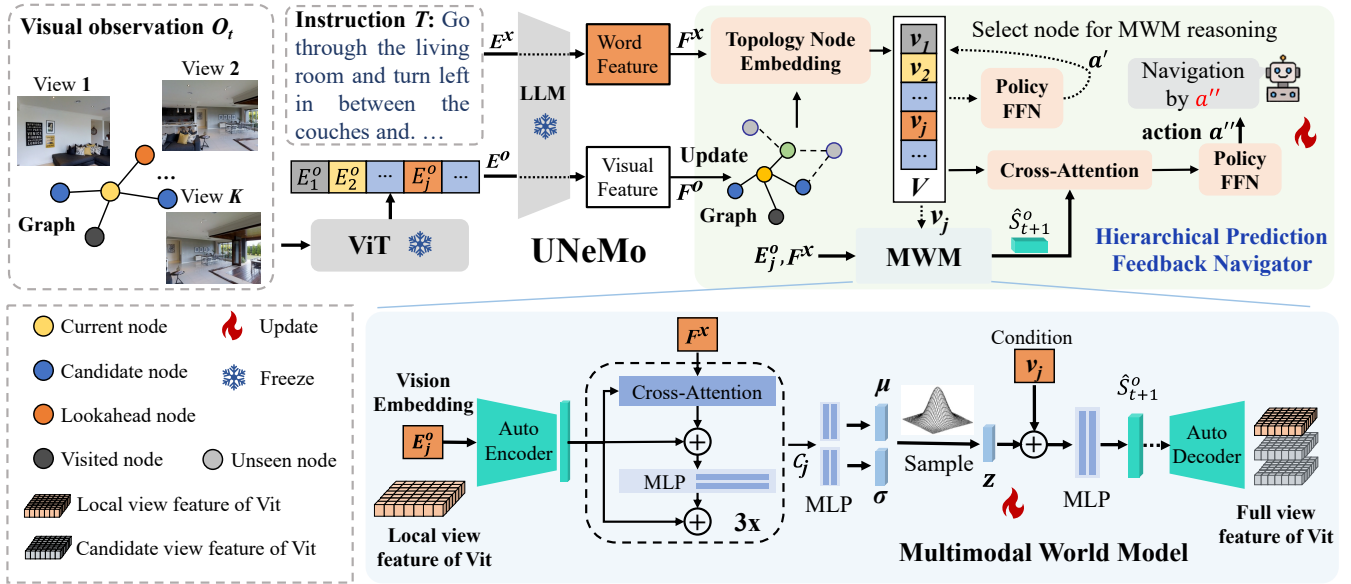 Visual observation O_t
View 1
View 2
...
View K
Graph
Instruction T: Go
through the living
room and turn left
in between the
couches and. ...
E_1^o E_2^o ... E_j^o ...
ViT
E^x
E^o
LLM
Word
Feature
Visual
Feature
F^x
F^o
Update
UNeMo
Topology Node
Embedding
Graph
E_j^o, F^x
v_1
v_2
...
v_j
...
V
v_j
MWM
Select node for MWM reasoning
a'
Policy
FFN
Navigation
by a''
action a''
Cross-Attention
Policy
FFN
Ŝ_{t+1}^o
Hierarchical Prediction
Feedback Navigator
Current node
Candidate node
Lookahead node
Visited node
Unseen node
Update
Freeze
Local view feature of Vit
Candidate view feature of Vit
Vision
Embedding
E_j^o
Local view
feature of Vit
Auto
Encoder
F^x
Cross-Attention
MLP
3x
C_j
MLP
μ
σ
Sample
z
Condition
v_j
MLP
Ŝ_{t+1}^o
Auto
Decoder
Full view
feature of Vit
Multimodal World Model